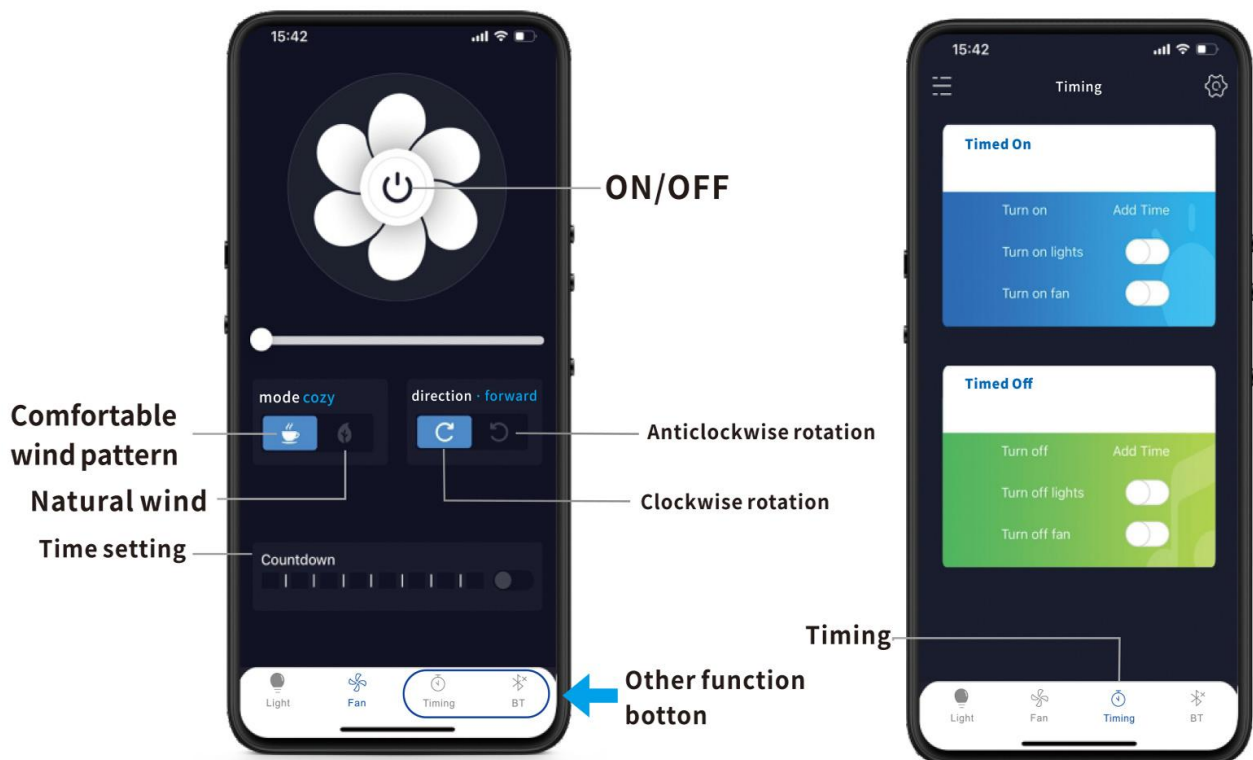 15:42
ON/OFF
mode cozy
direction · forward
Comfortable
wind pattern
Anticlockwise rotation
Natural wind
Clockwise rotation
Time setting
Countdown
Light
Fan
Timing
BT
Other function
botton
15:42
Timing
Timed On
Turn on
Add Time
Turn on lights
Turn on fan
Timed Off
Turn off
Add Time
Turn off lights
Turn off fan
Timing
Light
Fan
Timing
BT